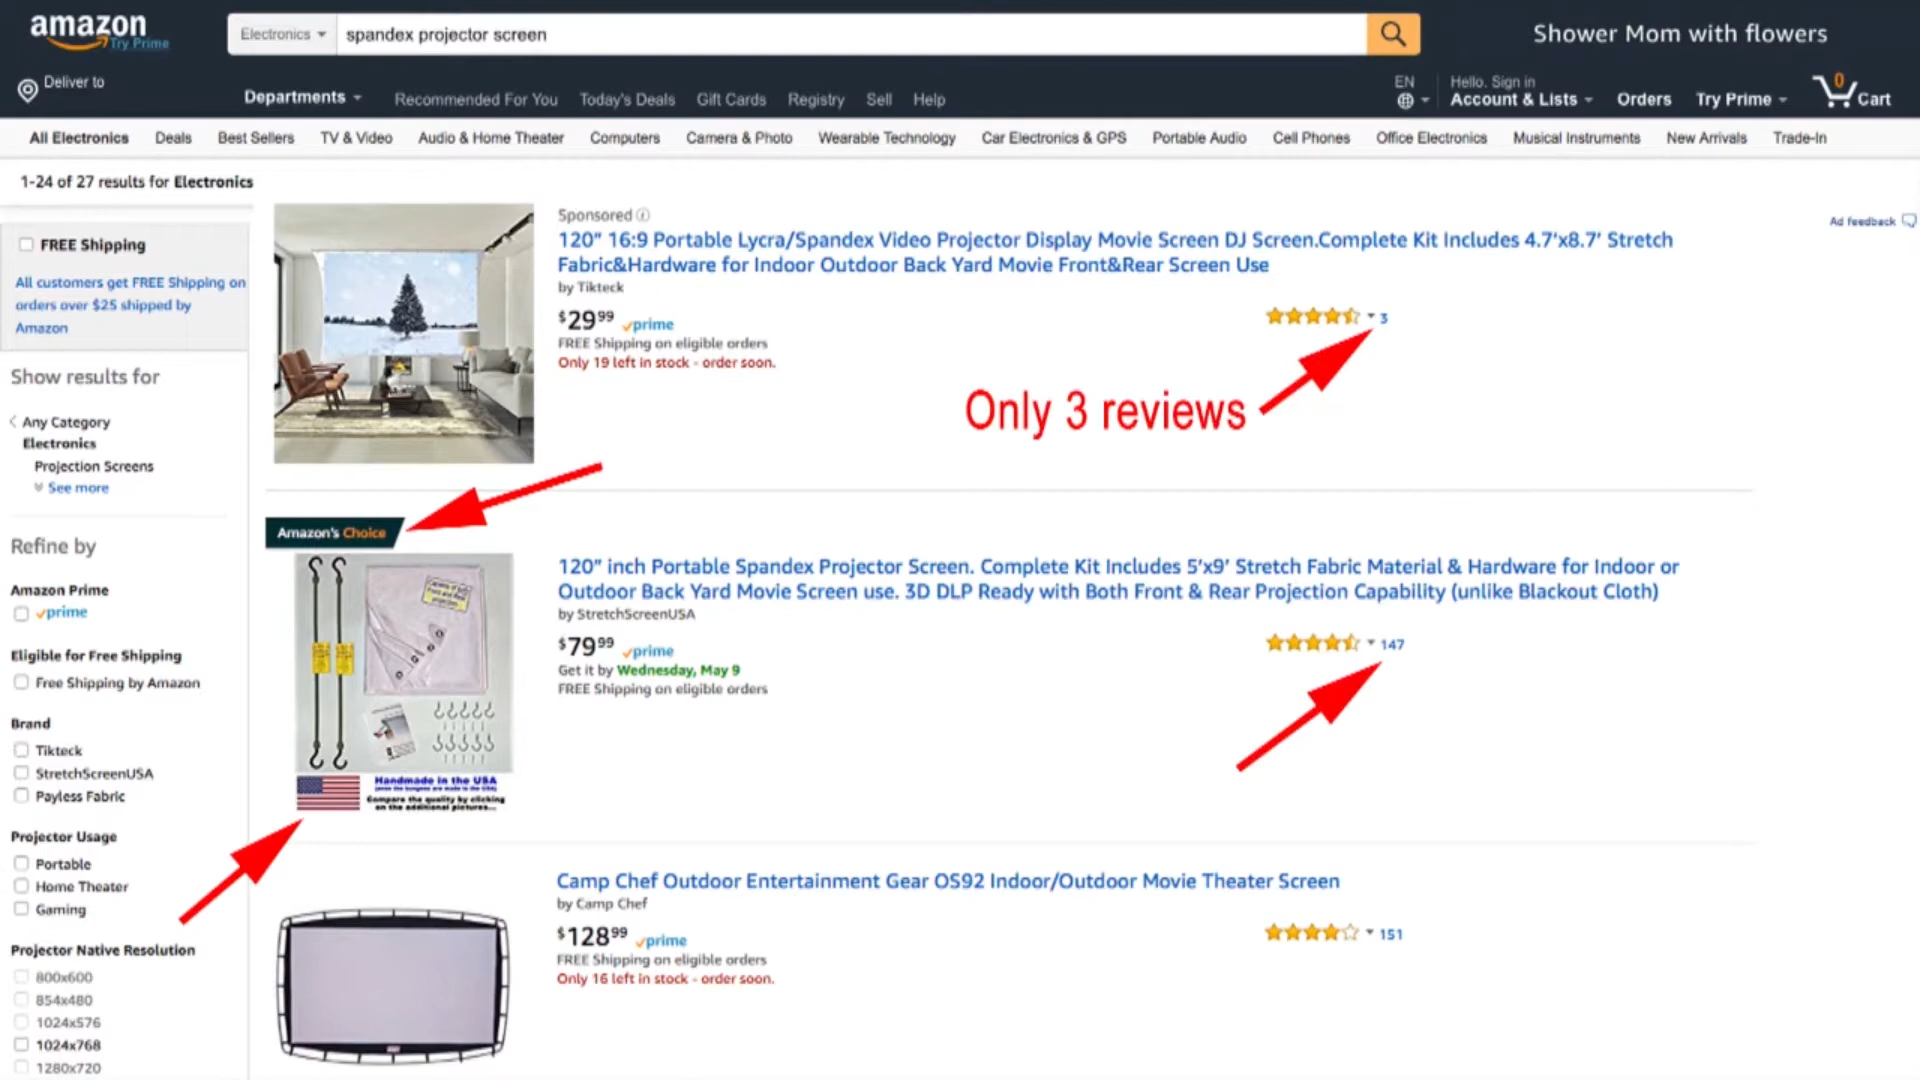 amazon
Try Prime
Electronics
spandex projector screen
Shower Mom with flowers
Deliver to
Departments
Recommended For You
Today's Deals
Gift Cards
Registry
Sell
Help
EN
Hello. Sign in
Account & Lists
Orders
Try Prime
0
Cart
All Electronics
Deals
Best Sellers
TV & Video
Audio & Home Theater
Computers
Camera & Photo
Wearable Technology
Car Electronics & GPS
Portable Audio
Cell Phones
Office Electronics
Musical Instruments
New Arrivals
Trade-In
1-24 of 27 results for Electronics
FREE Shipping
All customers get FREE Shipping on
orders over $25 shipped by
Amazon
Show results for
Any Category
Electronics
Projection Screens
See more
Refine by
Amazon Prime
prime
Eligible for Free Shipping
Free Shipping by Amazon
Brand
Tikteck
StretchScreenUSA
Payless Fabric
Projector Usage
Portable
Home Theater
Gaming
Projector Native Resolution
800x600
854x480
1024x576
1024x768
1280x720
Sponsored
Ad feedback
120" 16:9 Portable Lycra/Spandex Video Projector Display Movie Screen DJ Screen.Complete Kit Includes 4.7'x8.7' Stretch
Fabric&Hardware for Indoor Outdoor Back Yard Movie Front&Rear Screen Use
by Tikteck
$29 99 prime
3
FREE Shipping on eligible orders
Only 19 left in stock - order soon.
Only 3 reviews
Amazon's Choice
120" inch Portable Spandex Projector Screen. Complete Kit Includes 5'x9' Stretch Fabric Material & Hardware for Indoor or
Outdoor Back Yard Movie Screen use. 3D DLP Ready with Both Front & Rear Projection Capability (unlike Blackout Cloth)
by StretchScreenUSA
$79 99 prime
147
Get it by Wednesday, May 9
FREE Shipping on eligible orders
Handmade in the USA
(even the bungees are made in the USA)
Compare the quality by clicking
on the additional pictures...
Camp Chef Outdoor Entertainment Gear OS92 Indoor/Outdoor Movie Theater Screen
by Camp Chef
$128 99 prime
151
FREE Shipping on eligible orders
Only 16 left in stock - order soon.